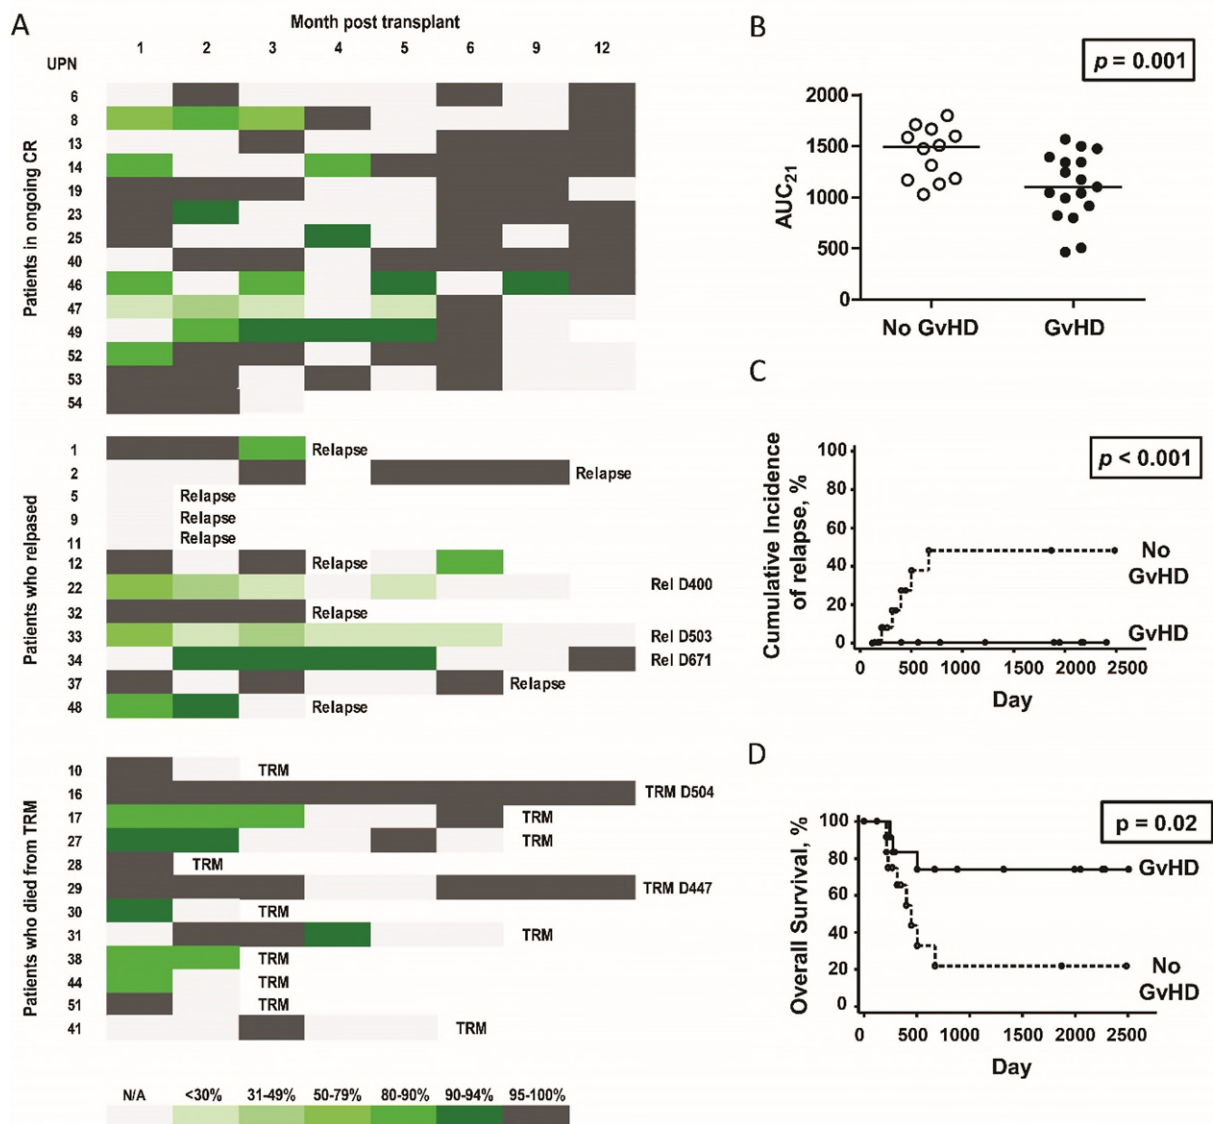 A
Month post transplant
1 2 3 4 5 6 9 12
UPN
Patients in ongoing CR
6
8
13
14
19
23
25
40
46
47
49
52
53
54
Patients who relpased
1 Relapse
2 Relapse
5 Relapse
9 Relapse
11 Relapse
12 Relapse
22 Rel D400
32 Relapse
33 Rel D503
34 Rel D671
37 Relapse
48 Relapse
Patients who died from TRM
10 TRM
16 TRM D504
17 TRM
27 TRM
28 TRM
29 TRM D447
30 TRM
31 TRM
38 TRM
44 TRM
51 TRM
41 TRM
N/A <30% 31-49% 50-79% 80-90% 90-94% 95-100%
B
p = 0.001
AUC21
2000
1500
1000
500
0
No GvHD GvHD
C
p < 0.001
Cumulative Incidence
of relapse, %
100
80
60
40
20
0
No
GvHD
GvHD
0 500 1000 1500 2000 2500
Day
D
p = 0.02
Overall Survival, %
100
80
60
40
20
0
GvHD
No
GvHD
0 500 1000 1500 2000 2500
Day